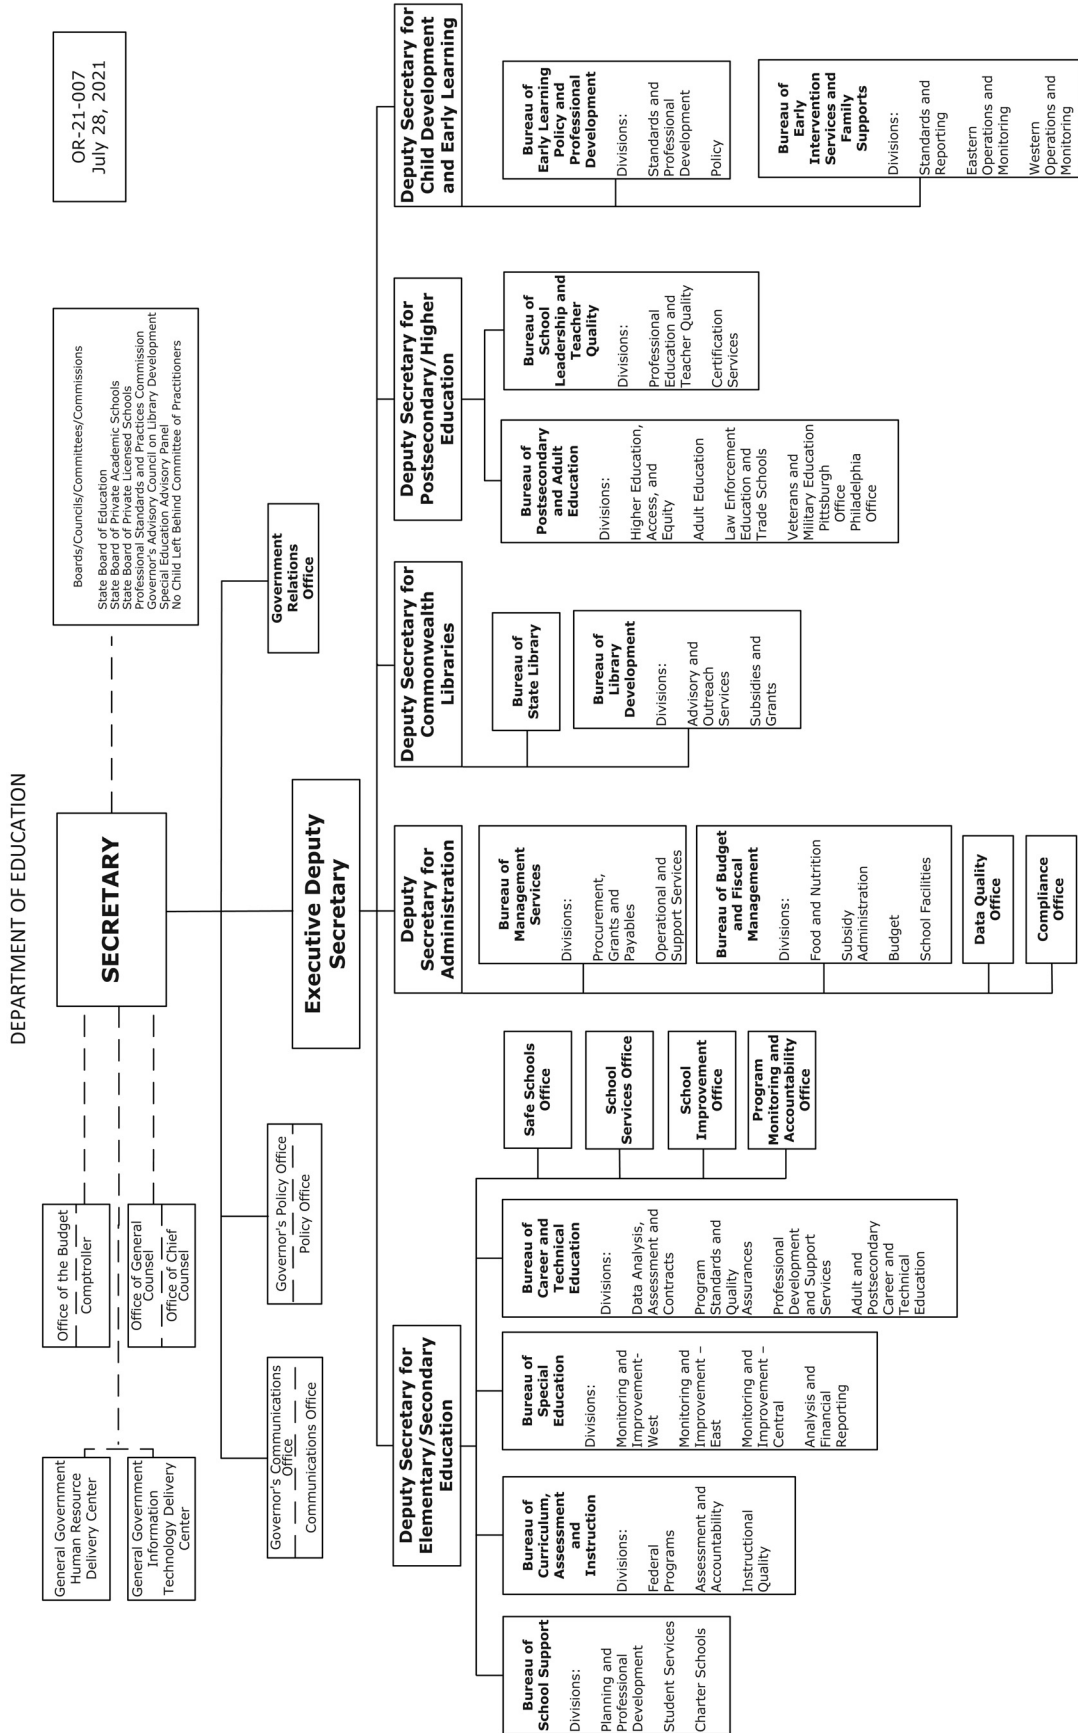 DEPARTMENT OF EDUCATION
OR-21-007
July 28, 2021
General Government
Human Resource
Delivery Center
General Government
Information
Technology Delivery
Center
Office of the Budget
Comptroller
Office of General
Counsel
Office of Chief
Counsel
SECRETARY
Boards/Councils/Committees/Commissions
State Board of Education
State Board of Private Academic Schools
State Board of Private Licensed Schools
Professional Standards and Practices Commission
Governor's Advisory Council on Library Development
Special Education Advisory Panel
No Child Left Behind Committee of Practitioners
Governor's Communications
Office
Communications Office
Governor's Policy Office
Policy Office
Government
Relations
Office
Executive Deputy
Secretary
Deputy Secretary for
Elementary/Secondary
Education
Bureau of
School Support
Divisions:
Planning and
Professional
Development
Student Services
Charter Schools
Bureau of
Curriculum,
Assessment
and
Instruction
Divisions:
Federal
Programs
Assessment and
Accountability
Instructional
Quality
Bureau of
Special
Education
Divisions:
Monitoring and
Improvement-
West
Monitoring and
Improvement –
East
Monitoring and
Improvement –
Central
Analysis and
Financial
Reporting
Bureau of
Career and
Technical
Education
Divisions:
Data Analysis,
Assessment and
Contracts
Program
Standards and
Quality
Assurances
Professional
Development
and Support
Services
Adult and
Postsecondary
Career and
Technical
Education
Safe Schools
Office
School
Services Office
School
Improvement
Office
Program
Monitoring and
Accountability
Office
Deputy
Secretary for
Administration
Bureau of
Management
Services
Divisions:
Procurement,
Grants and
Payables
Operational and
Support Services
Bureau of Budget
and Fiscal
Management
Divisions:
Food and Nutrition
Subsidy
Administration
Budget
School Facilities
Data Quality
Office
Compliance
Office
Deputy Secretary for
Commonwealth
Libraries
Bureau of
State Library
Bureau of
Library
Development
Divisions:
Advisory and
Outreach
Services
Subsidies and
Grants
Deputy Secretary for
Postsecondary/Higher
Education
Bureau of
Postsecondary
and Adult
Education
Divisions:
Higher Education,
Access, and
Equity
Adult Education
Law Enforcement
Education and
Trade Schools
Veterans and
Military Education
Pittsburgh
Office
Philadelphia
Office
Bureau of
School
Leadership and
Teacher
Quality
Divisions:
Professional
Education and
Teacher Quality
Certification
Services
Deputy Secretary for
Child Development
and Early Learning
Bureau of
Early Learning
Policy and
Professional
Development
Divisions:
Standards and
Professional
Development
Policy
Bureau of
Early
Intervention
Services and
Family
Supports
Divisions:
Standards and
Reporting
Eastern
Operations and
Monitoring
Western
Operations and
Monitoring